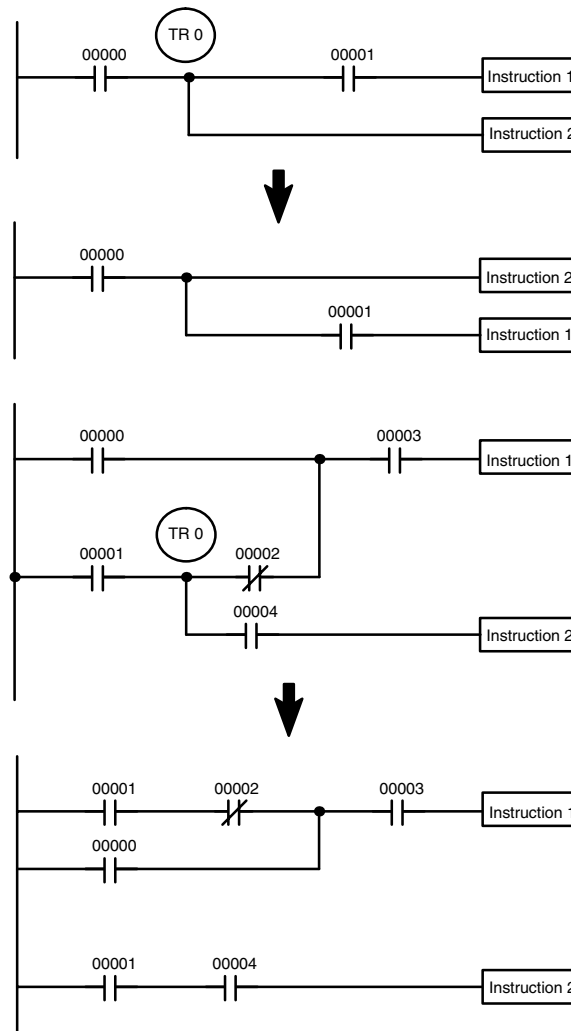 TR 0
00000 00001
Instruction 1
Instruction 2
00000
Instruction 2
00001
Instruction 1
00000 00003
Instruction 1
TR 0
00001 00002
00004
Instruction 2
00001 00002 00003
Instruction 1
00000
00001 00004
Instruction 2